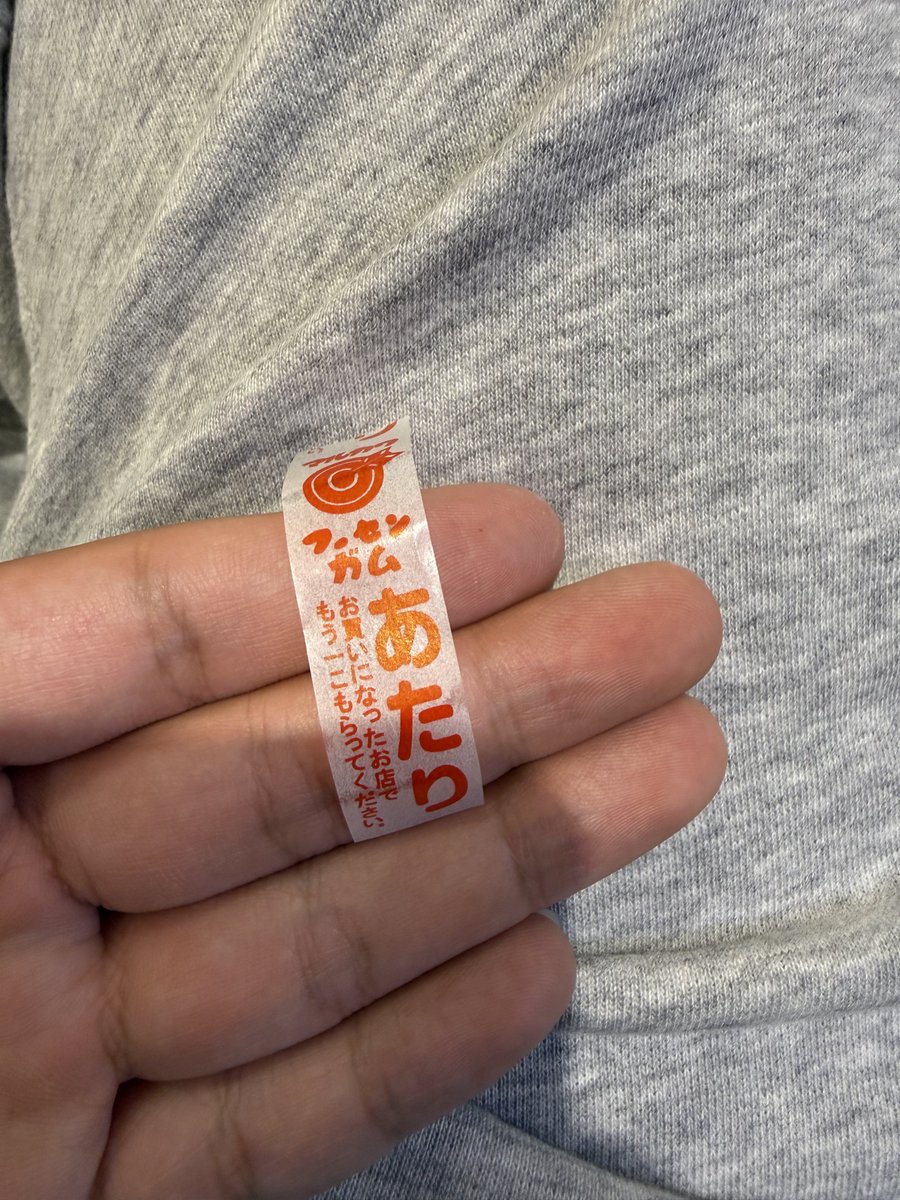 フーセン
ガム
あたり
お買いになったお店で
もう一こもらってください。